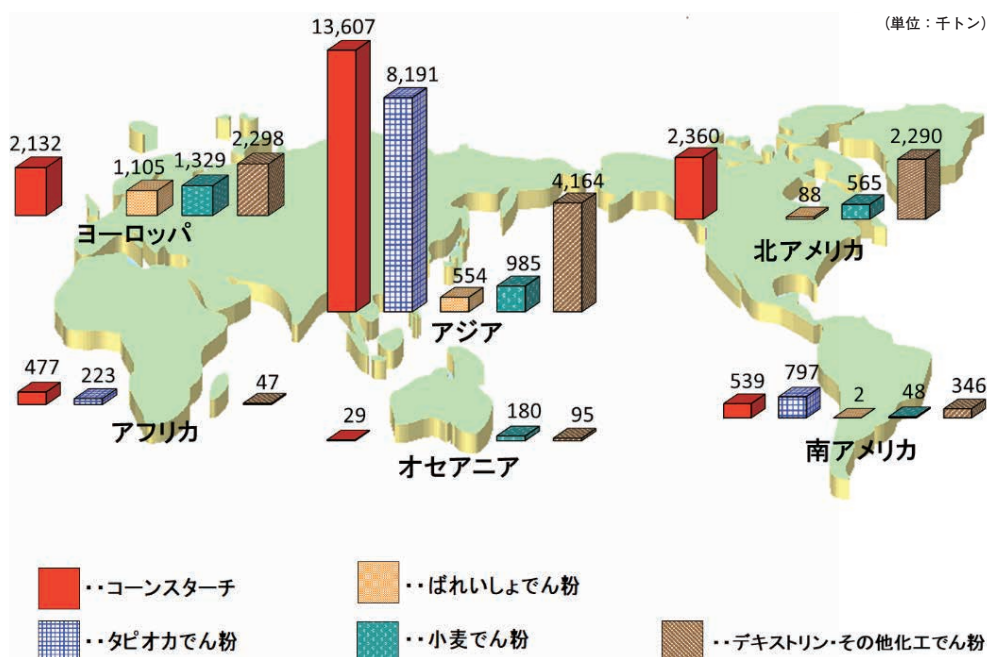 (単位：千トン)
13,607
8,191
2,132
1,105
1,329
2,298
ヨーロッパ
554
985
4,164
アジア
2,360
88
565
2,290
北アメリカ
477
223
47
アフリカ
29
180
95
オセアニア
539
797
2
48
346
南アメリカ
‥コーンスターチ
‥ばれいしょでん粉
‥タピオカでん粉
‥小麦でん粉
‥デキストリン・その他化工でん粉